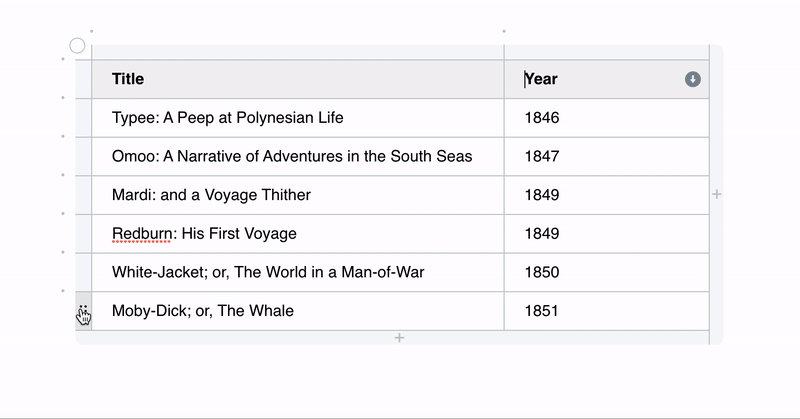 Title Year
Typee: A Peep at Polynesian Life 1846
Omoo: A Narrative of Adventures in the South Seas 1847
Mardi: and a Voyage Thither 1849
Redburn: His First Voyage 1849
White-Jacket; or, The World in a Man-of-War 1850
Moby-Dick; or, The Whale 1851